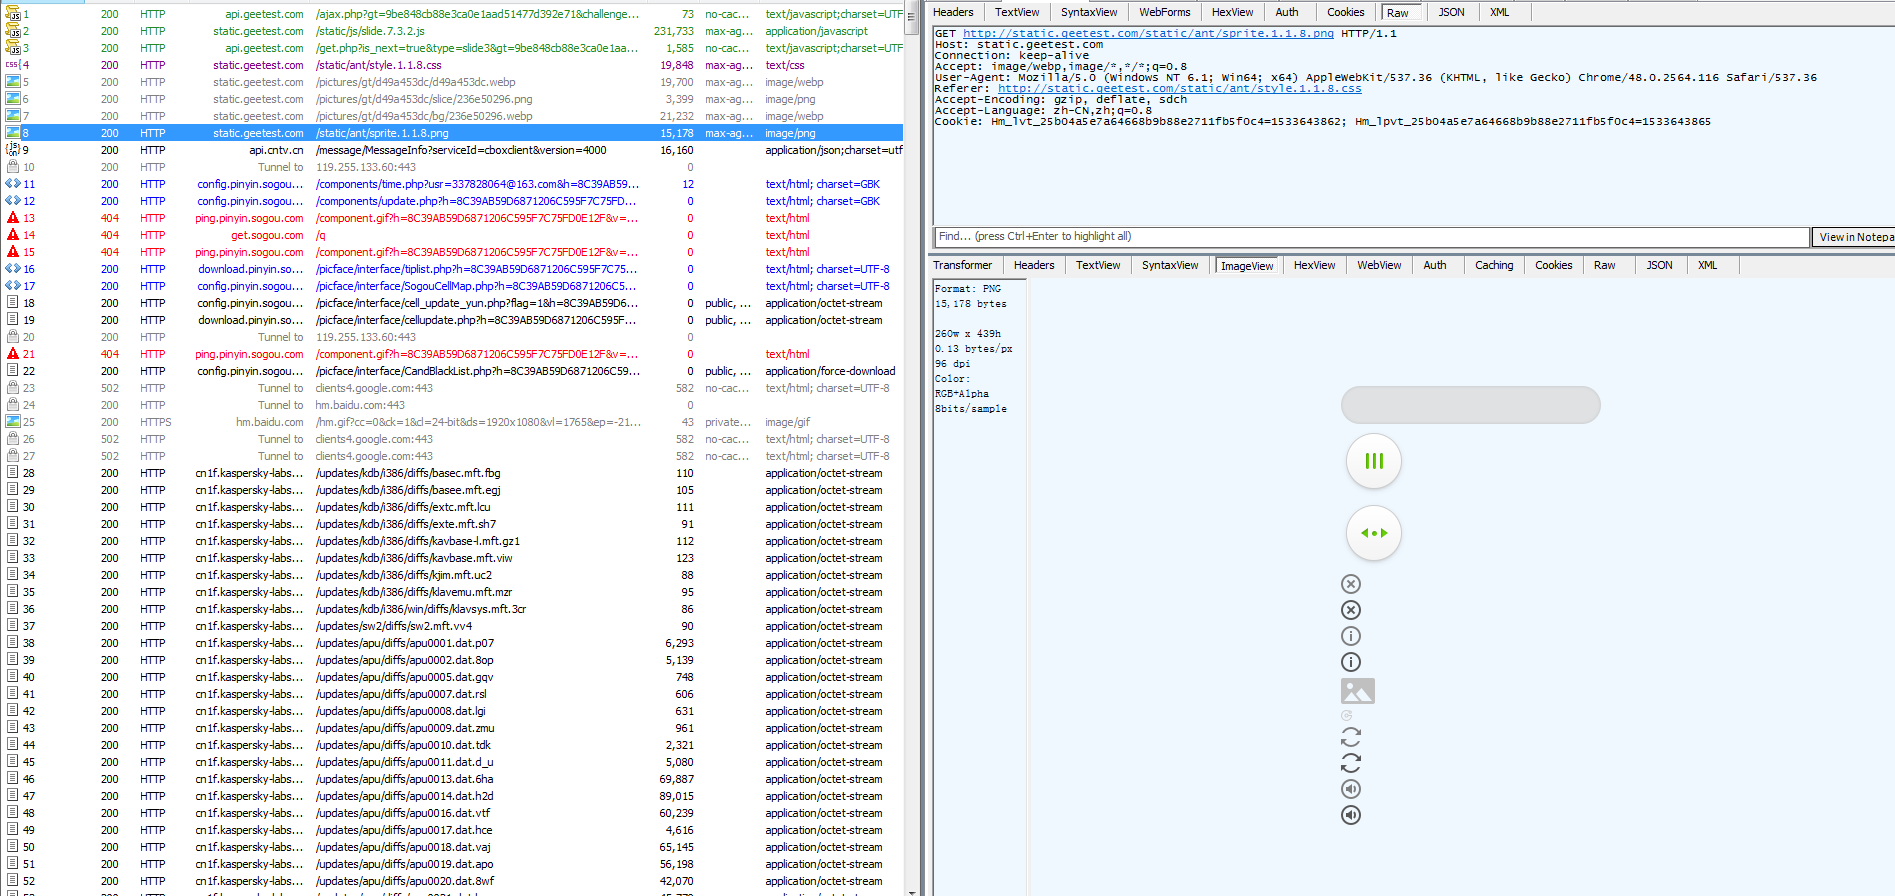 1 200 HTTP api.geetest.com /ajax.php?gt=9be848cb88e3ca0e1aad51477d392e71&challenge... 73 no-cac... text/javascript;charset=UTF
2 200 HTTP static.geetest.com /static/js/slide.7.3.2.js 231,733 max-ag... application/javascript
3 200 HTTP api.geetest.com /get.php?is_next=true&type=slide3&gt=9be848cb88e3ca0e1aa... 1,585 no-cac... text/javascript;charset=UTF
4 200 HTTP static.geetest.com /static/ant/style.1.1.8.css 19,848 max-ag... text/css
5 200 HTTP static.geetest.com /pictures/gt/d49a453dc/d49a453dc.webp 19,700 max-ag... image/webp
6 200 HTTP static.geetest.com /pictures/gt/d49a453dc/slice/236e50296.png 3,399 max-ag... image/png
7 200 HTTP static.geetest.com /pictures/gt/d49a453dc/bg/236e50296.webp 21,232 max-ag... image/webp
8 200 HTTP static.geetest.com /static/ant/sprite.1.1.8.png 15,178 max-ag... image/png
9 200 HTTP api.cntv.cn /message/MessageInfo?serviceId=cboxclient&version=4000 16,160 application/json;charset=utf
10 200 HTTP Tunnel to 119.255.133.60:443 0
11 200 HTTP config.pinyin.sogou... /components/time.php?usr=337828064@163.com&h=8C39AB59... 12 text/html; charset=GBK
12 200 HTTP config.pinyin.sogou... /components/update.php?h=8C39AB59D6871206C595F7C75FD... 0 text/html; charset=GBK
13 404 HTTP ping.pinyin.sogou.com /component.gif?h=8C39AB59D6871206C595F7C75FD0E12F&v=... 0 text/html
14 404 HTTP get.sogou.com /q 0 text/html
15 404 HTTP ping.pinyin.sogou.com /component.gif?h=8C39AB59D6871206C595F7C75FD0E12F&v=... 0 text/html
16 200 HTTP download.pinyin.so... /picface/interface/tiplist.php?h=8C39AB59D6871206C595F7C75... 0 text/html; charset=UTF-8
17 200 HTTP config.pinyin.sogou... /picface/interface/SogouCellMap.php?h=8C39AB59D6871206C5... 0 text/html; charset=UTF-8
18 200 HTTP config.pinyin.sogou... /picface/interface/cell_update_yun.php?flag=1&h=8C39AB59D6... 0 public, ... application/octet-stream
19 200 HTTP download.pinyin.so... /picface/interface/cellupdate.php?h=8C39AB59D6871206C595F... 0 public, ... application/octet-stream
20 200 HTTP Tunnel to 119.255.133.60:443 0
21 404 HTTP ping.pinyin.sogou.com /component.gif?h=8C39AB59D6871206C595F7C75FD0E12F&v=... 0 text/html
22 200 HTTP config.pinyin.sogou... /picface/interface/CandBlackList.php?h=8C39AB59D6871206C59... 0 public, ... application/force-download
23 502 HTTP Tunnel to clients4.google.com:443 582 no-cac... text/html; charset=UTF-8
24 200 HTTP Tunnel to hm.baidu.com:443 0
25 200 HTTPS hm.baidu.com /hm.gif?cc=0&ck=1&cl=24-bit&ds=1920x1080&vl=1765&ep=-21... 43 private... image/gif
26 502 HTTP Tunnel to clients4.google.com:443 582 no-cac... text/html; charset=UTF-8
27 502 HTTP Tunnel to clients4.google.com:443 582 no-cac... text/html; charset=UTF-8
28 200 HTTP cn1f.kaspersky-labs... /updates/kdb/i386/diffs/basec.mft.fbg 110 application/octet-stream
29 200 HTTP cn1f.kaspersky-labs... /updates/kdb/i386/diffs/basee.mft.egj 105 application/octet-stream
30 200 HTTP cn1f.kaspersky-labs... /updates/kdb/i386/diffs/extc.mft.lcu 111 application/octet-stream
31 200 HTTP cn1f.kaspersky-labs... /updates/kdb/i386/diffs/exte.mft.sh7 91 application/octet-stream
32 200 HTTP cn1f.kaspersky-labs... /updates/kdb/i386/diffs/kavbase-l.mft.gz1 112 application/octet-stream
33 200 HTTP cn1f.kaspersky-labs... /updates/kdb/i386/diffs/kavbase.mft.viw 123 application/octet-stream
34 200 HTTP cn1f.kaspersky-labs... /updates/kdb/i386/diffs/kjim.mft.uc2 88 application/octet-stream
35 200 HTTP cn1f.kaspersky-labs... /updates/kdb/i386/diffs/klavemu.mft.mzr 95 application/octet-stream
36 200 HTTP cn1f.kaspersky-labs... /updates/kdb/i386/win/diffs/klavsys.mft.3cr 86 application/octet-stream
37 200 HTTP cn1f.kaspersky-labs... /updates/sw2/diffs/sw2.mft.vv4 90 application/octet-stream
38 200 HTTP cn1f.kaspersky-labs... /updates/apu/diffs/apu0001.dat.p07 6,293 application/octet-stream
39 200 HTTP cn1f.kaspersky-labs... /updates/apu/diffs/apu0002.dat.8op 5,139 application/octet-stream
40 200 HTTP cn1f.kaspersky-labs... /updates/apu/diffs/apu0005.dat.gqv 748 application/octet-stream
41 200 HTTP cn1f.kaspersky-labs... /updates/apu/diffs/apu0007.dat.rsl 606 application/octet-stream
42 200 HTTP cn1f.kaspersky-labs... /updates/apu/diffs/apu0008.dat.lgi 631 application/octet-stream
43 200 HTTP cn1f.kaspersky-labs... /updates/apu/diffs/apu0009.dat.zmu 961 application/octet-stream
44 200 HTTP cn1f.kaspersky-labs... /updates/apu/diffs/apu0010.dat.tdk 2,321 application/octet-stream
45 200 HTTP cn1f.kaspersky-labs... /updates/apu/diffs/apu0011.dat.d_u 5,080 application/octet-stream
46 200 HTTP cn1f.kaspersky-labs... /updates/apu/diffs/apu0013.dat.6ha 69,887 application/octet-stream
47 200 HTTP cn1f.kaspersky-labs... /updates/apu/diffs/apu0014.dat.h2d 89,015 application/octet-stream
48 200 HTTP cn1f.kaspersky-labs... /updates/apu/diffs/apu0016.dat.vtf 60,239 application/octet-stream
49 200 HTTP cn1f.kaspersky-labs... /updates/apu/diffs/apu0017.dat.hce 4,616 application/octet-stream
50 200 HTTP cn1f.kaspersky-labs... /updates/apu/diffs/apu0018.dat.vaj 65,145 application/octet-stream
51 200 HTTP cn1f.kaspersky-labs... /updates/apu/diffs/apu0019.dat.apo 56,198 application/octet-stream
52 200 HTTP cn1f.kaspersky-labs... /updates/apu/diffs/apu0020.dat.8wf 42,070 application/octet-stream
Headers TextView SyntaxView WebForms HexView Auth Cookies Raw JSON XML
GET http://static.geetest.com/static/ant/sprite.1.1.8.png HTTP/1.1
Host: static.geetest.com
Connection: keep-alive
Accept: image/webp,image/*,*/*;q=0.8
User-Agent: Mozilla/5.0 (Windows NT 6.1; Win64; x64) AppleWebKit/537.36 (KHTML, like Gecko) Chrome/48.0.2564.116 Safari/537.36
Referer: http://static.geetest.com/static/ant/style.1.1.8.css
Accept-Encoding: gzip, deflate, sdch
Accept-Language: zh-CN,zh;q=0.8
Cookie: Hm_lvt_25b04a5e7a64668b9b88e2711fb5f0c4=1533643862; Hm_lpvt_25b04a5e7a64668b9b88e2711fb5f0c4=1533643865
Find... (press Ctrl+Enter to highlight all) View in Notepa
Transformer Headers TextView SyntaxView ImageView HexView WebView Auth Caching Cookies Raw JSON XML
Format: PNG
15,178 bytes
260w x 439h
0.13 bytes/px
96 dpi
Color:
RGB+Alpha
8bits/sample